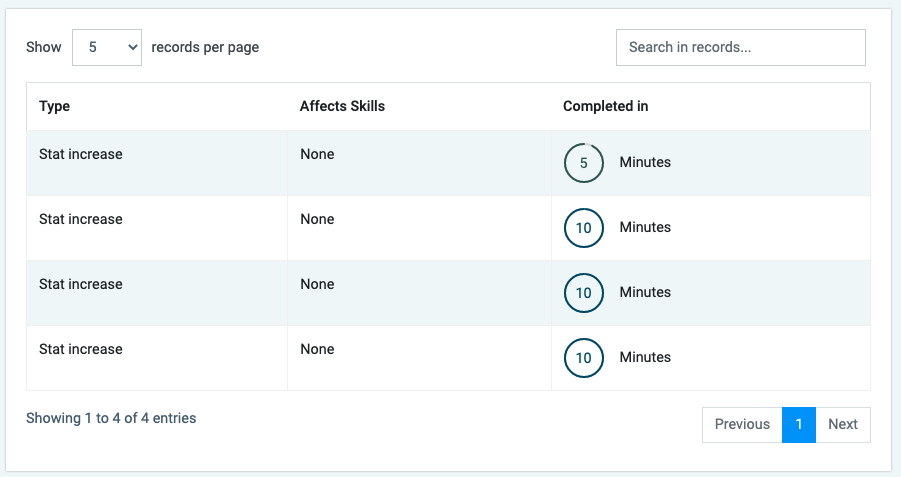 Show 5 records per page Search in records...
Type Affects Skills Completed in
Stat increase None 5 Minutes
Stat increase None 10 Minutes
Stat increase None 10 Minutes
Stat increase None 10 Minutes
Showing 1 to 4 of 4 entries Previous 1 Next